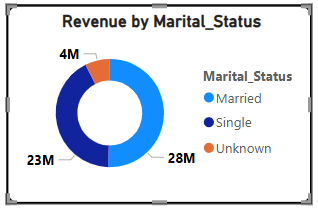 Revenue by Marital_Status
4M
23M
28M
Marital_Status
Married
Single
Unknown